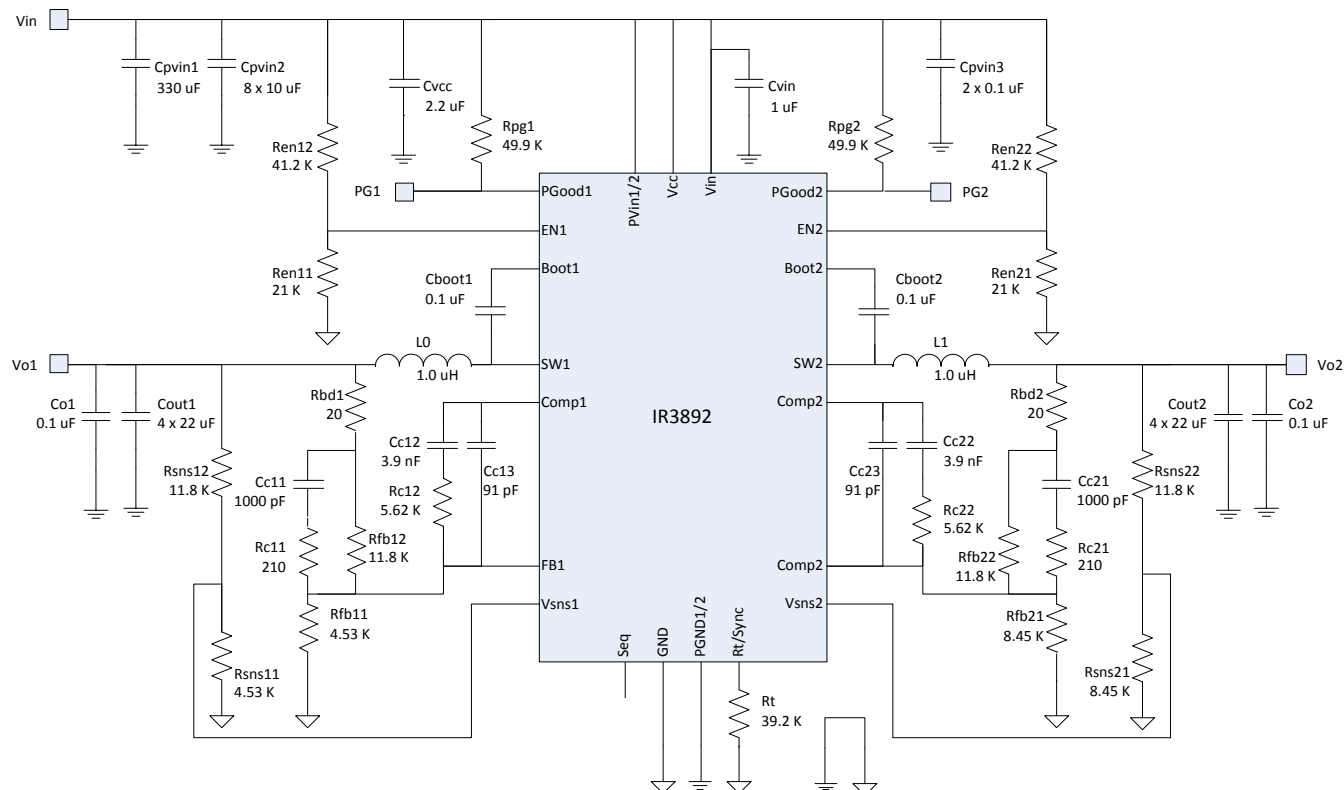 Vin
Cpvin1
330 uF
Cpvin2
8 x 10 uF
Cvcc
2.2 uF
Cvin
1 uF
Cpvin3
2 x 0.1 uF
Ren12
41.2 K
Rpg1
49.9 K
Rpg2
49.9 K
Ren22
41.2 K
PG1
PGood1
PVin1/2
Vcc
Vin
PGood2
PG2
EN1
EN2
Ren11
21 K
Boot1
Boot2
Ren21
21 K
Cboot1
0.1 uF
Cboot2
0.1 uF
Vo1
L0
1.0 uH
SW1
SW2
L1
1.0 uH
Vo2
Co1
0.1 uF
Cout1
4 x 22 uF
Rbd1
20
Comp1
IR3892
Comp2
Rbd2
20
Cout2
4 x 22 uF
Co2
0.1 uF
Rsns12
11.8 K
Cc11
1000 pF
Cc12
3.9 nF
Cc13
91 pF
Rc12
5.62 K
Cc23
91 pF
Cc22
3.9 nF
Rc22
5.62 K
Cc21
1000 pF
Rsns22
11.8 K
Rc11
210
Rfb12
11.8 K
Rfb22
11.8 K
Rc21
210
FB1
Comp2
Vsns1
Vsns2
Rfb11
4.53 K
Rfb21
8.45 K
Rsns11
4.53 K
Rsns21
8.45 K
Seq
GND
PGND1/2
Rt/Sync
Rt
39.2 K